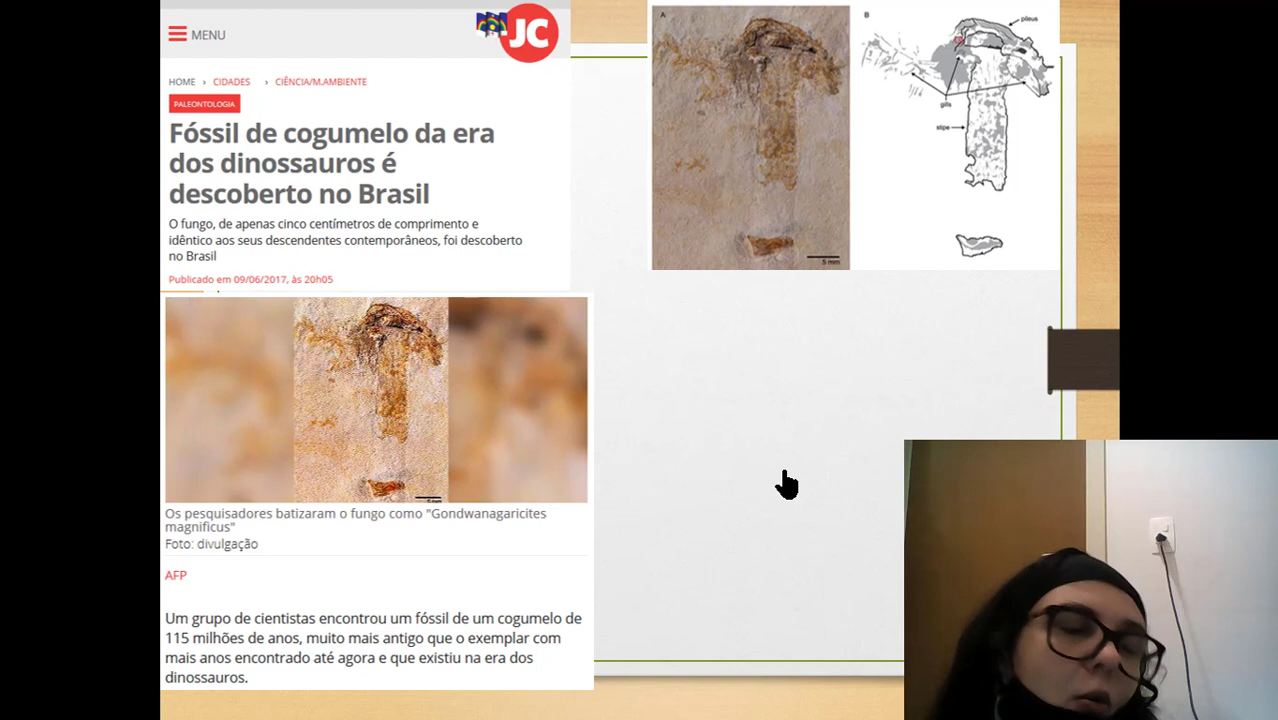 JC
MENU
HOME › CIDADES › CIÊNCIA/M.AMBIENTE
PALEONTOLOGIA
Fóssil de cogumelo da era
dos dinossauros é
descoberto no Brasil
O fungo, de apenas cinco centímetros de comprimento e
idêntico aos seus descendentes contemporâneos, foi descoberto
no Brasil
Publicado em 09/06/2017, às 20h05
Os pesquisadores batizaram o fungo como "Gondwanagaricites
magnificus"
Foto: divulgação
AFP
Um grupo de cientistas encontrou um fóssil de um cogumelo de
115 milhões de anos, muito mais antigo que o exemplar com
mais anos encontrado até agora e que existiu na era dos
dinossauros.
A
5 mm
B
pileus
gills
stipe